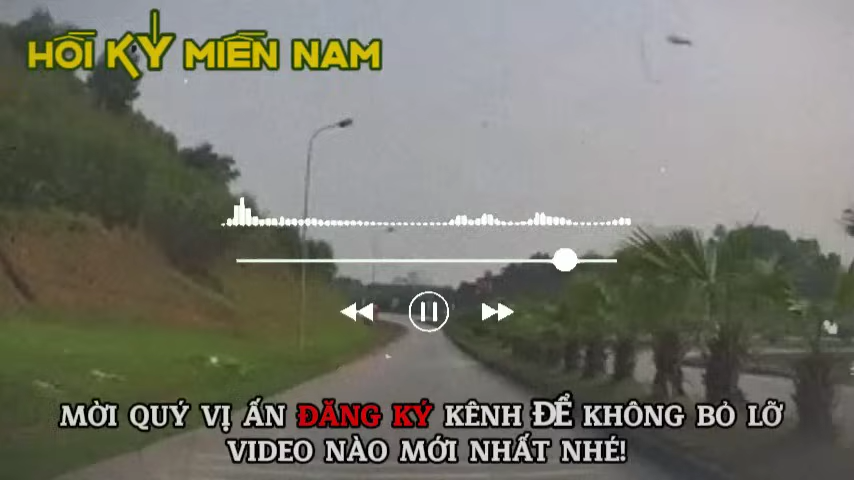 HỒI KÝ MIỀN NAM
MỜI QUÝ VỊ ẤN ĐĂNG KÝ KÊNH ĐỂ KHÔNG BỎ LỠ
VIDEO NÀO MỚI NHẤT NHÉ!